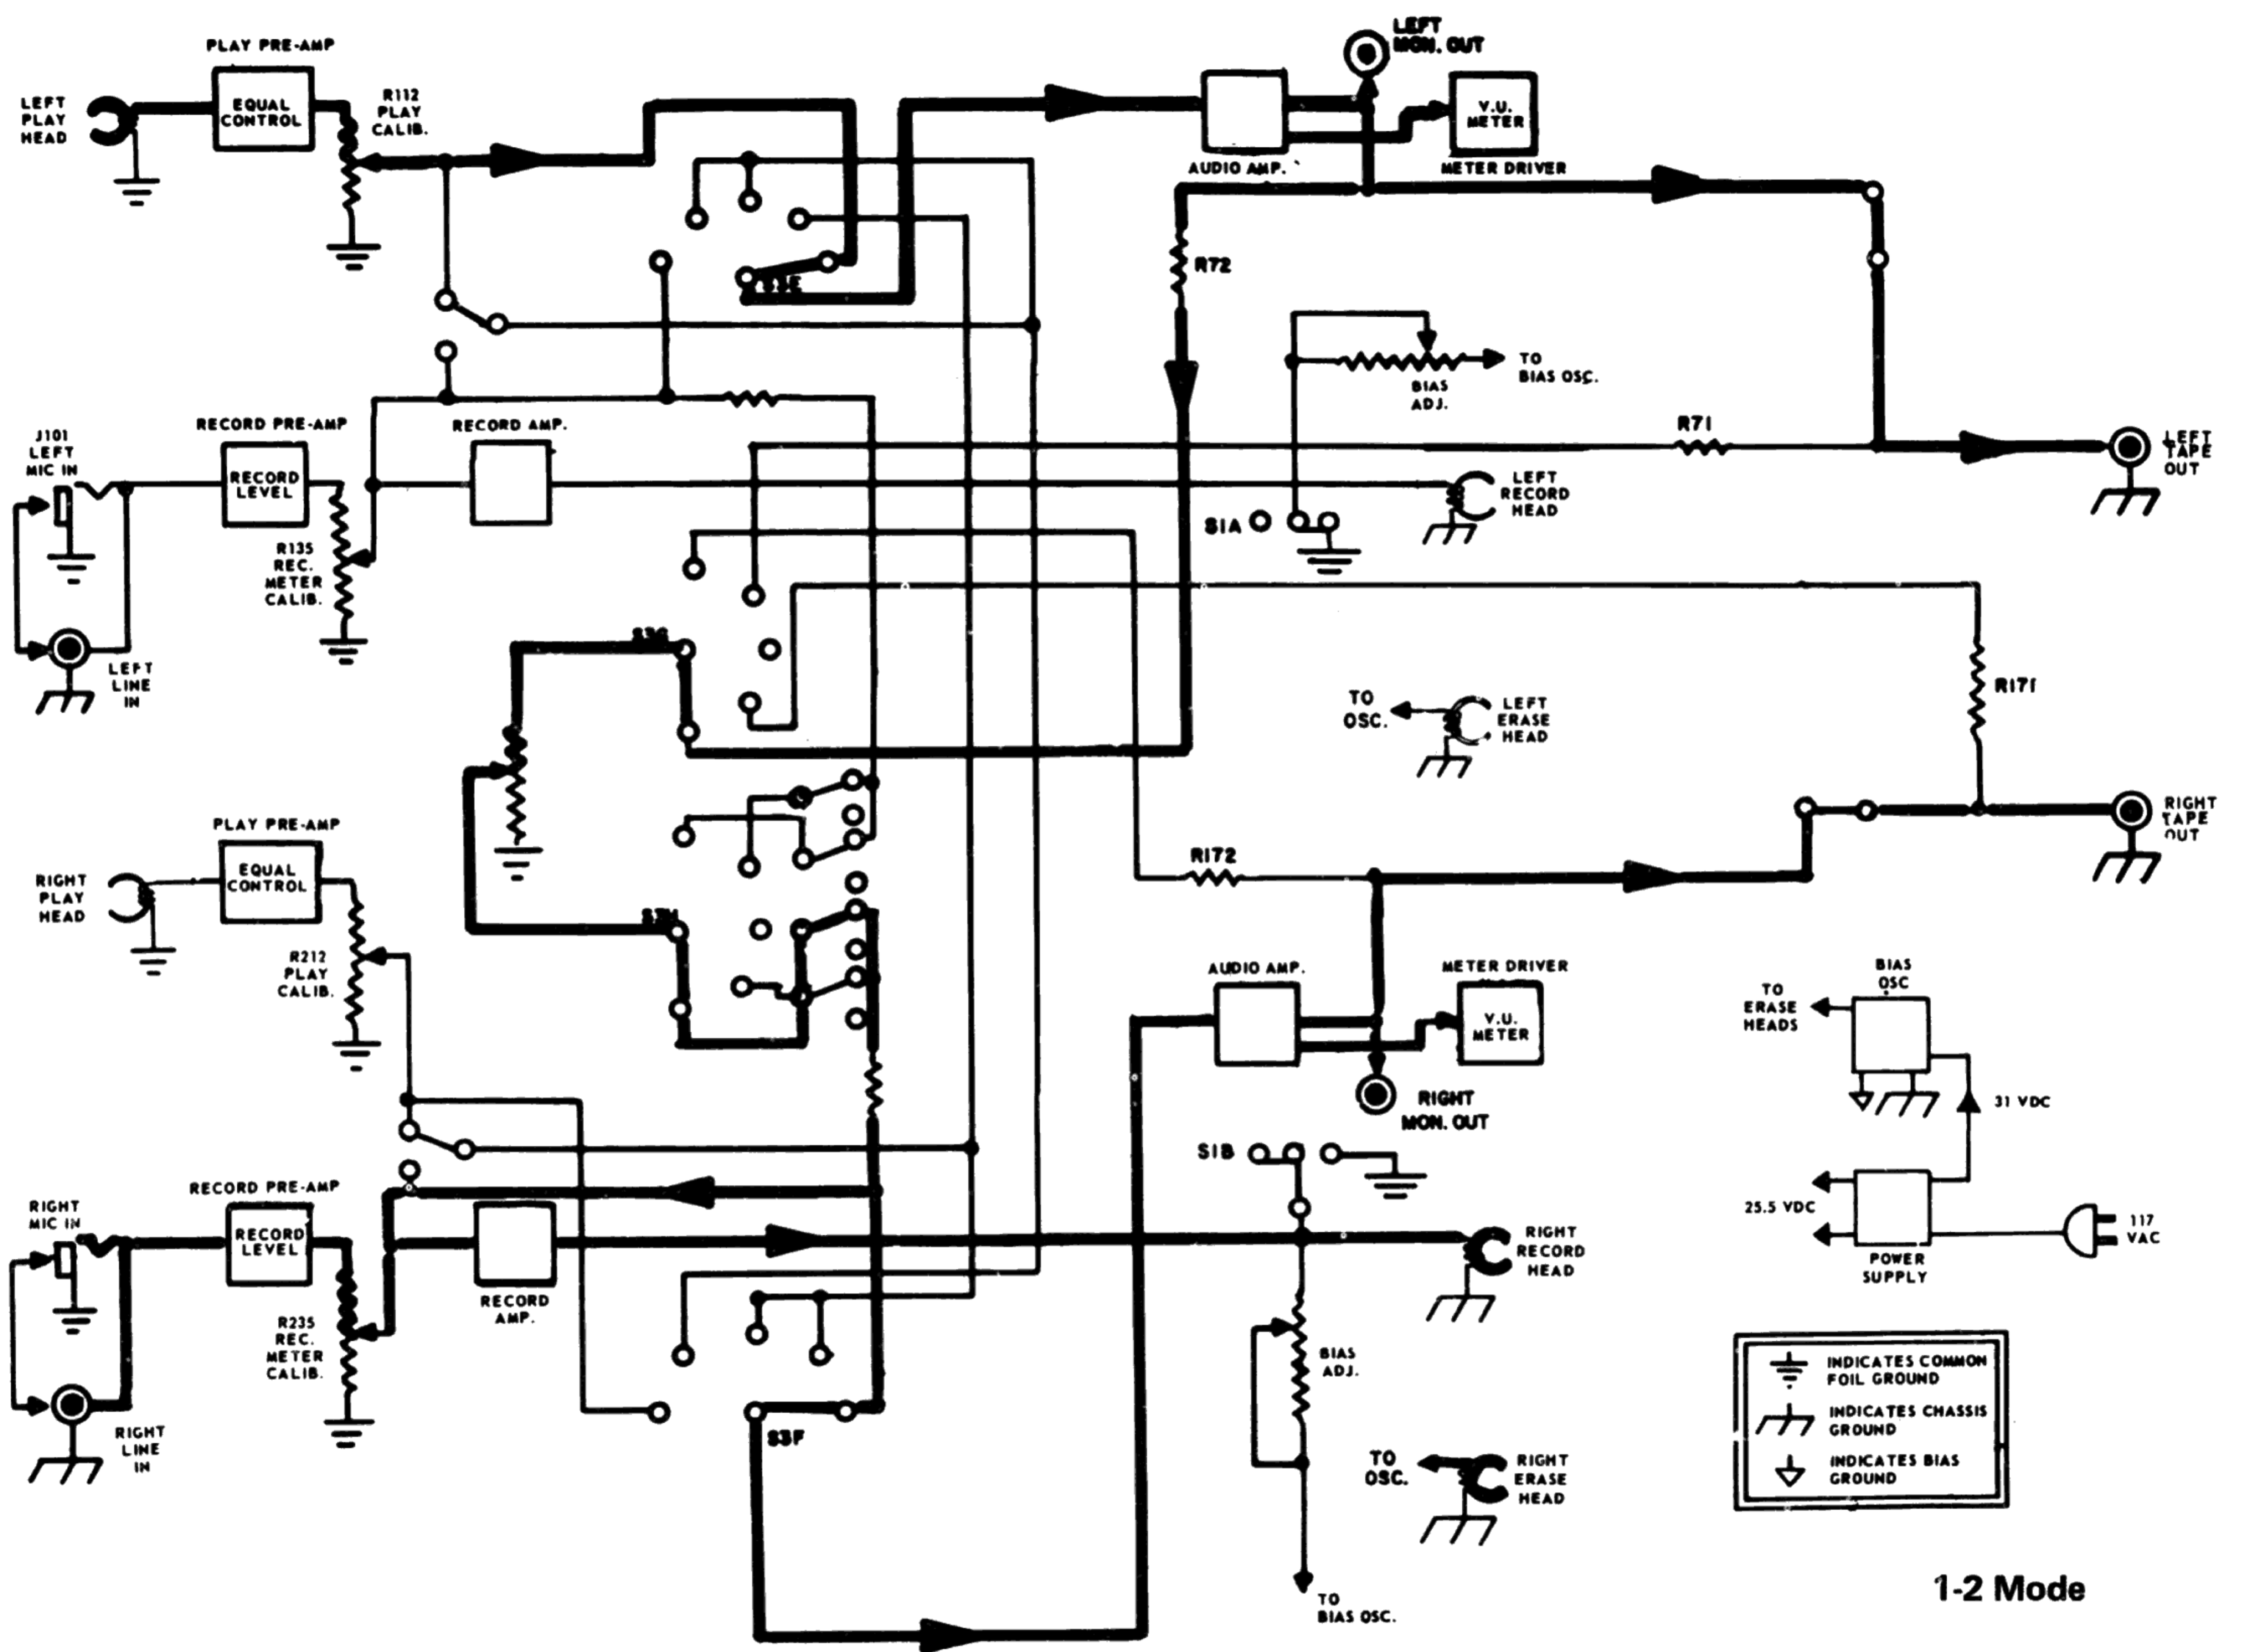 PLAY PRE-AMP
LEFT
PLAY
HEAD
EQUAL
CONTROL
R112
PLAY
CALIB.
LEFT
MON. OUT
V.U.
METER
AUDIO AMP.
METER DRIVER
S3E
R72
TO
BIAS OSC.
BIAS
ADJ.
J101
LEFT
MIC IN
RECORD PRE-AMP
RECORD
LEVEL
RECORD AMP.
R71
LEFT
TAPE
OUT
LEFT
RECORD
HEAD
S1A
R135
REC.
METER
CALIB.
LEFT
LINE
IN
S3G
TO
OSC.
LEFT
ERASE
HEAD
R171
PLAY PRE-AMP
RIGHT
PLAY
HEAD
EQUAL
CONTROL
R172
RIGHT
TAPE
OUT
S3H
R212
PLAY
CALIB.
AUDIO AMP.
METER DRIVER
V.U.
METER
RIGHT
MON. OUT
BIAS
OSC
TO
ERASE
HEADS
31 VDC
S1B
25.5 VDC
117
VAC
POWER
SUPPLY
RIGHT
MIC IN
RECORD PRE-AMP
RECORD
LEVEL
RECORD
AMP.
RIGHT
RECORD
HEAD
R235
REC.
METER
CALIB.
RIGHT
LINE
IN
S3F
BIAS
ADJ.
TO
OSC.
RIGHT
ERASE
HEAD
TO
BIAS OSC.
INDICATES COMMON
FOIL GROUND
INDICATES CHASSIS
GROUND
INDICATES BIAS
GROUND
1-2 Mode